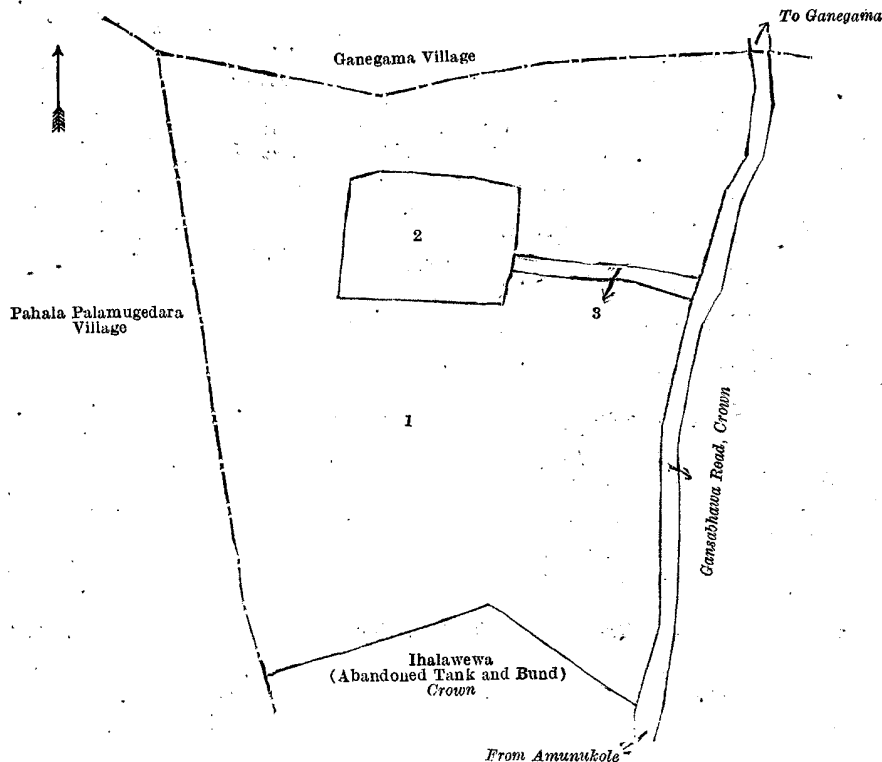 To Ganegama
Ganegama Village
2
3
Pahala Palamugedara
Village
1
Gansabhawa Road, Crown
Ihalawewa
(Abandoned Tank and Bund)
Crown
From Amunukole